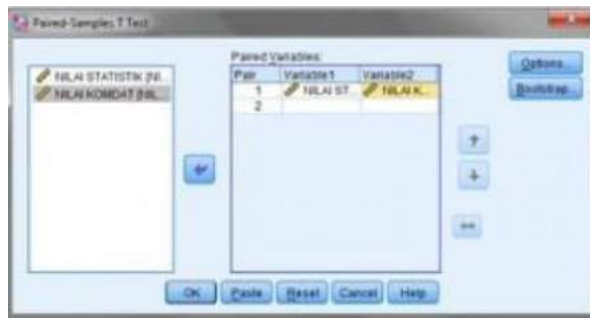 Paired-Samples T Test
NILAI STATISTIK [NI...
NILAI KOMDAT [NIL...
Paired Variables:
Pair Variable1 Variable2
1 NILAI ST... NILAI K...
2
Options...
Bootstrap...
OK Paste Reset Cancel Help